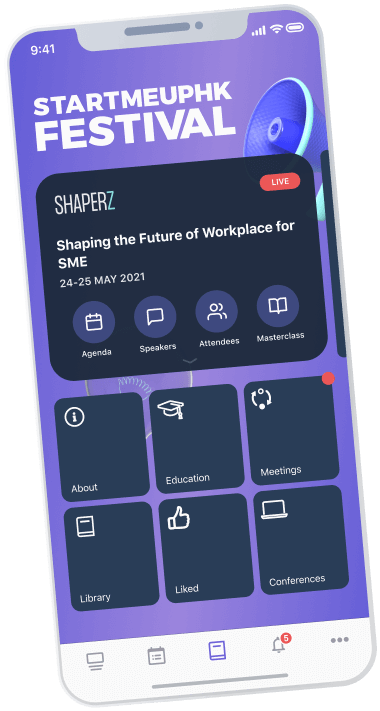 9:41
STARTMEUPHK
FESTIVAL
SHAPERZ
LIVE
Shaping the Future of Workplace for
SME
24-25 MAY 2021
Agenda
Speakers
Attendees
Masterclass
About
Education
Meetings
Library
Liked
Conferences
5